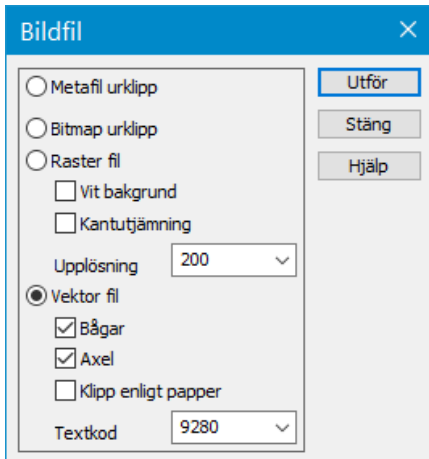 Bildfil
Metafil urklipp
Utför
Bitmap urklipp
Stäng
Raster fil
Hjälp
Vit bakgrund
Kantutjämning
Upplösning 200
Vektor fil
Bågar
Axel
Klipp enligt papper
Textkod 9280